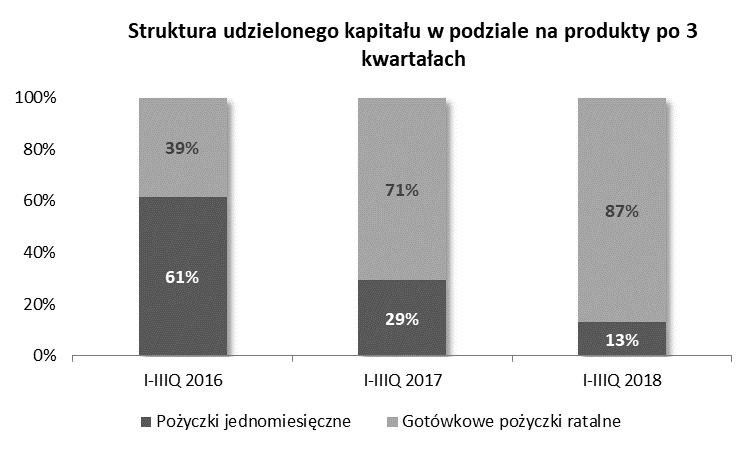 Struktura udzielonego kapitału w podziale na produkty po 3
kwartałach
100%
80%
60%
40%
20%
0%
39%
61%
71%
29%
87%
13%
I-IIIQ 2016
I-IIIQ 2017
I-IIIQ 2018
Pożyczki jednomiesięczne
Gotówkowe pożyczki ratalne